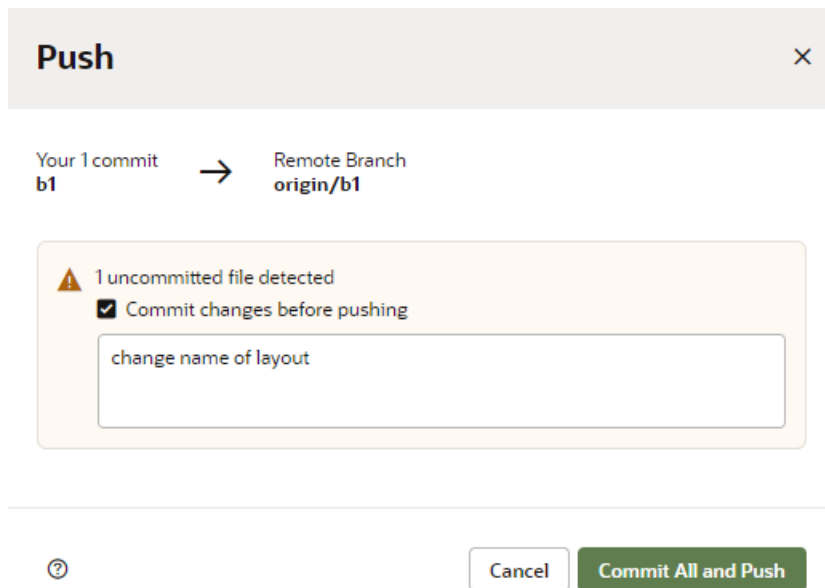 Push
Your 1 commit
b1
Remote Branch
origin/b1
1 uncommitted file detected
Commit changes before pushing
change name of layout
Cancel
Commit All and Push